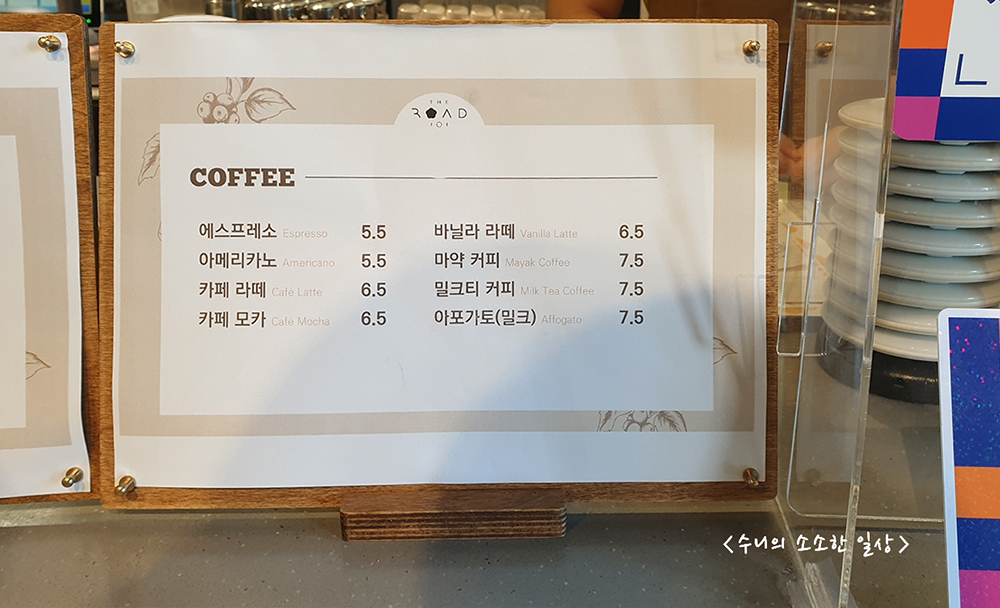 THE
ROAD
101
COFFEE
에스프레소 Espresso 5.5
아메리카노 Americano 5.5
카페 라떼 Café Latte 6.5
카페 모카 Café Mocha 6.5
바닐라 라떼 Vanilla Latte 6.5
마약 커피 Mayak Coffee 7.5
밀크티 커피 Milk Tea Coffee 7.5
아포가토(밀크) Affogato 7.5
<수니의 소소한 일상>